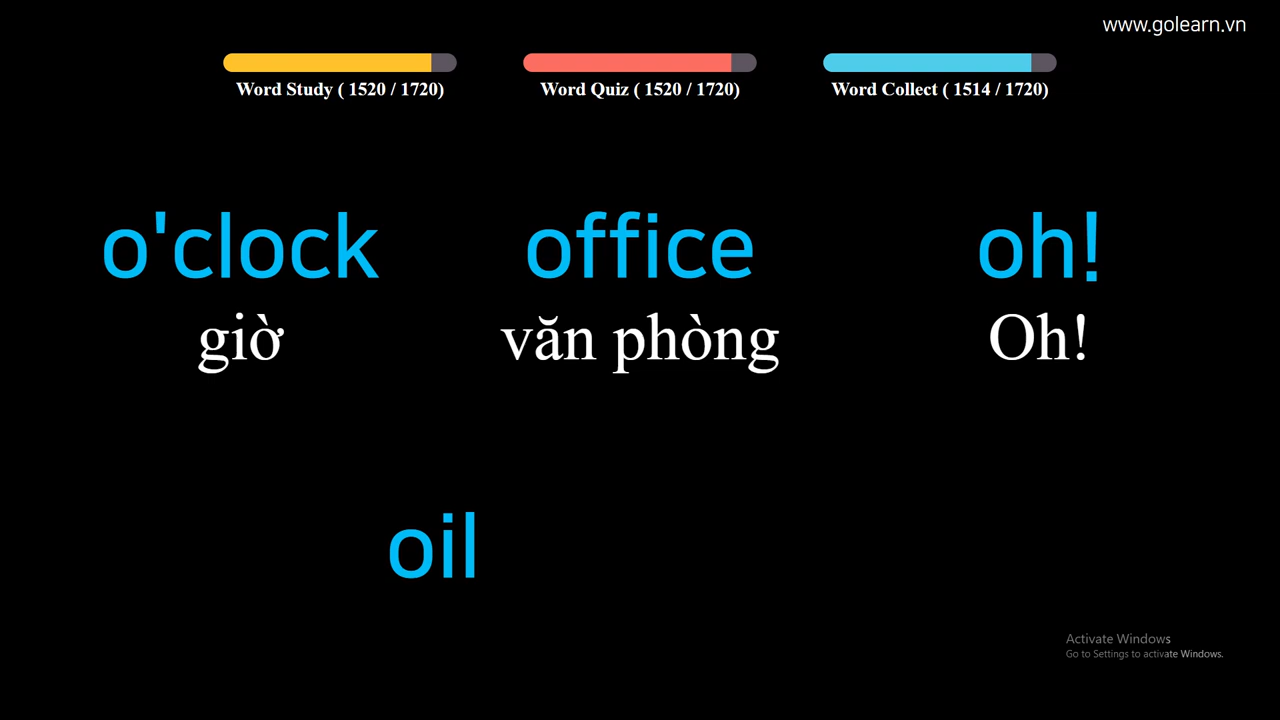 www.golearn.vn
Word Study ( 1520 / 1720)
Word Quiz ( 1520 / 1720)
Word Collect ( 1514 / 1720)
o'clock
office
oh!
giờ
văn phòng
Oh!
oil
Activate Windows
Go to Settings to activate Windows.